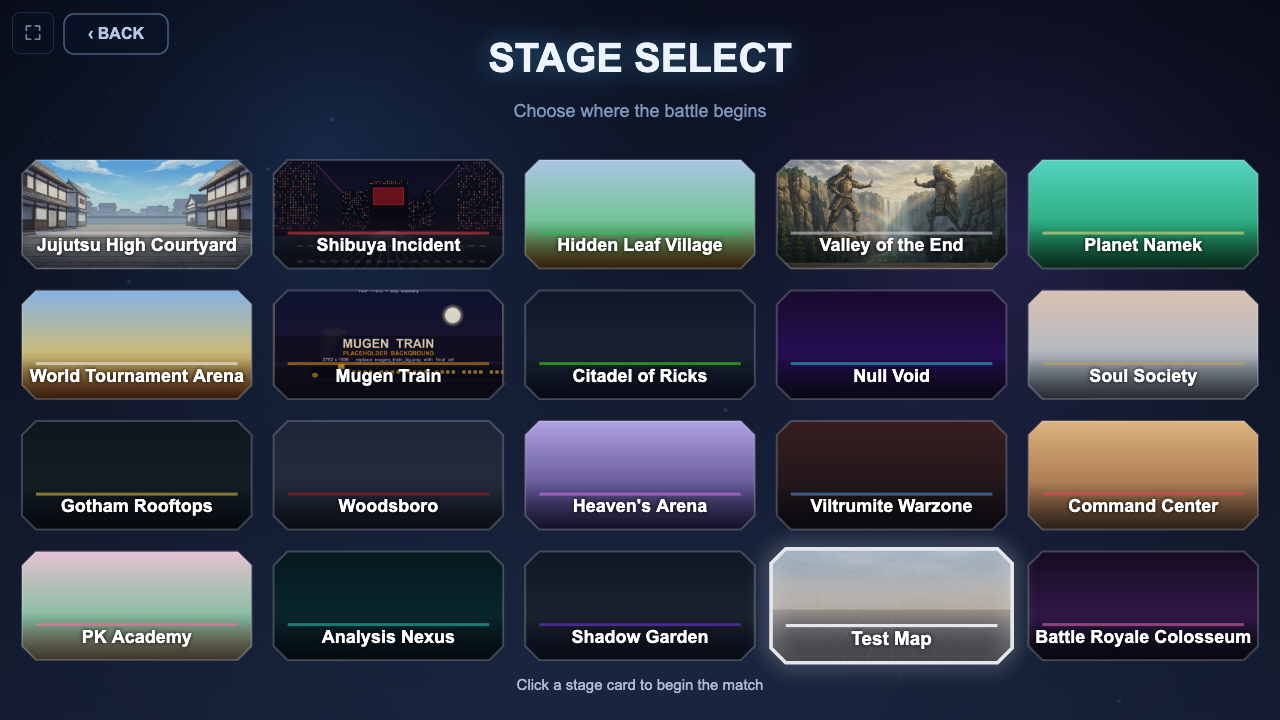 ‹ BACK
STAGE SELECT
Choose where the battle begins
Jujutsu High Courtyard
Shibuya Incident
Hidden Leaf Village
Valley of the End
Planet Namek
World Tournament Arena
MUGEN TRAIN
PLACEHOLDER BACKGROUND
Mugen Train
Citadel of Ricks
Null Void
Soul Society
Gotham Rooftops
Woodsboro
Heaven's Arena
Viltrumite Warzone
Command Center
PK Academy
Analysis Nexus
Shadow Garden
Test Map
Battle Royale Colosseum
Click a stage card to begin the match